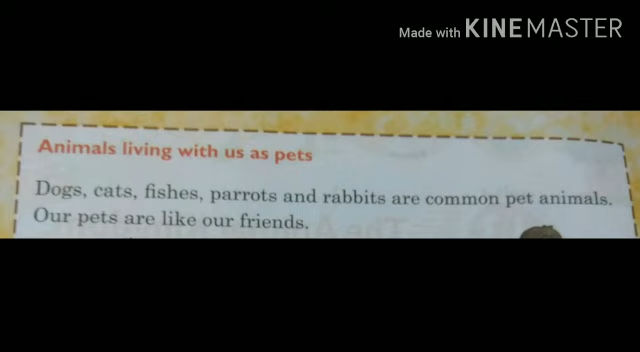 Made with KINEMASTER
Animals living with us as pets
Dogs, cats, fishes, parrots and rabbits are common pet animals.
Our pets are like our friends.